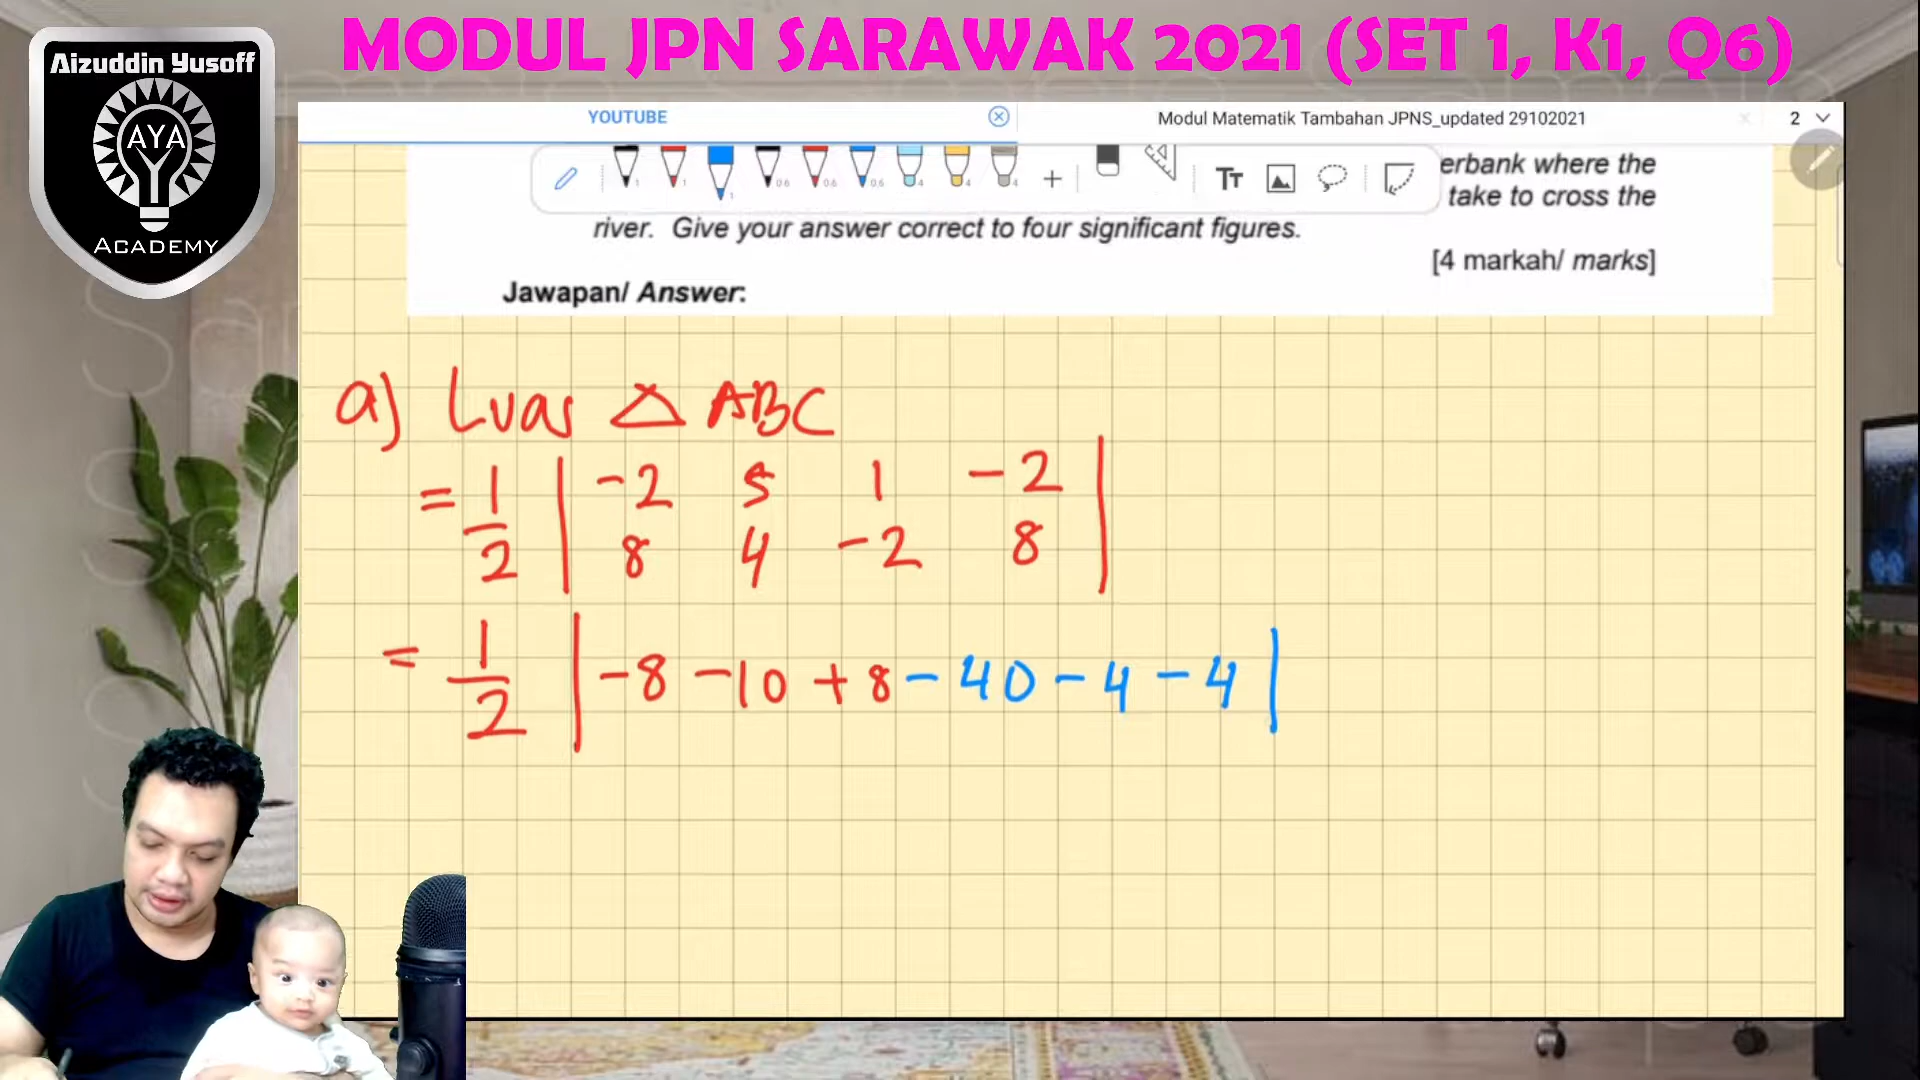 MODUL JPN SARAWAK 2021 (SET 1, K1, Q6)
Aizuddin Yusoff
AYA
ACADEMY
YOUTUBE
Modul Matematik Tambahan JPNS_updated 29102021
2
erbank where the
take to cross the
river. Give your answer correct to four significant figures.
[4 markah/ marks]
Jawapan/ Answer:
a) Luas △ ABC
= 1/2 | -2 5 1 -2 |
8 4 -2 8
= 1/2 | -8 -10 +8 - 40 - 4 - 4 |